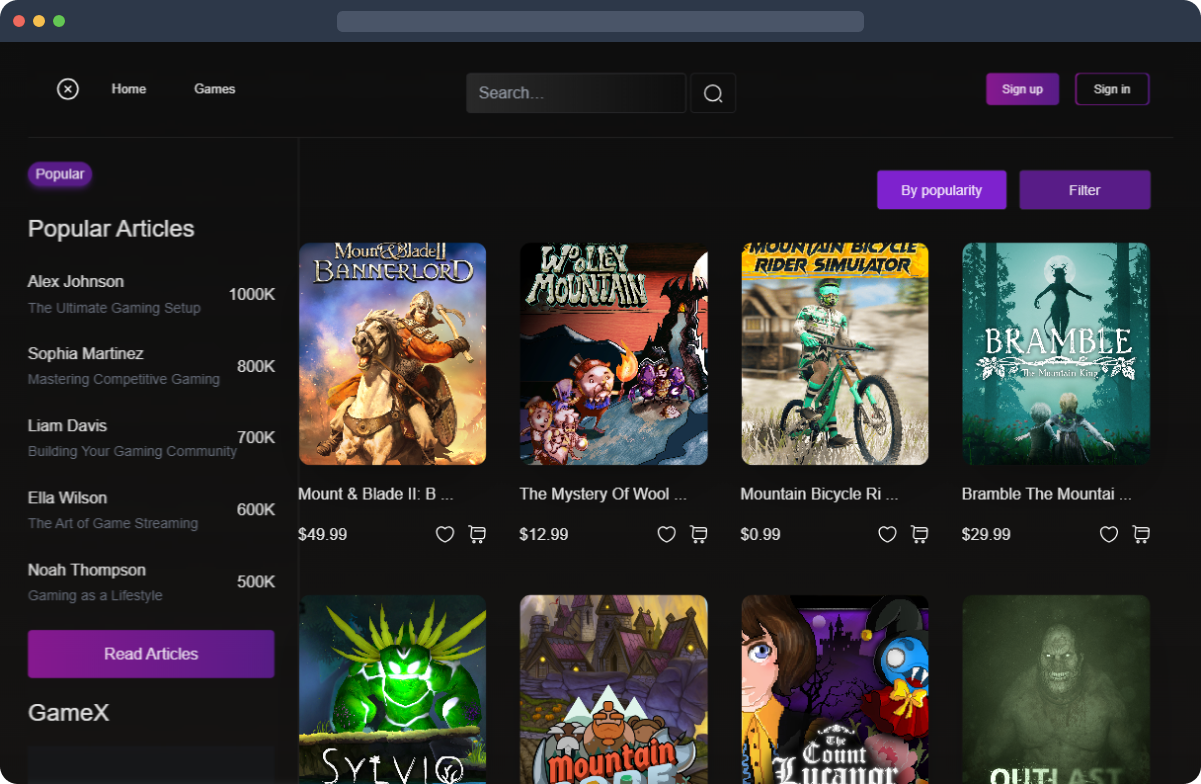 Home
Games
Search...
Sign up
Sign in
Popular
Popular Articles
Alex Johnson
The Ultimate Gaming Setup
1000K
Sophia Martinez
Mastering Competitive Gaming
800K
Liam Davis
Building Your Gaming Community
700K
Ella Wilson
The Art of Game Streaming
600K
Noah Thompson
Gaming as a Lifestyle
500K
Read Articles
GameX
By popularity
Filter
MOUNT&BLADE II
BANNERLORD
Mount & Blade II: B ...
$49.99
WOLLEY
MOUNTAIN
The Mystery Of Wool ...
$12.99
MOUNTAIN BICYCLE
RIDER SIMULATOR
Mountain Bicycle Ri ...
$0.99
BRAMBLE
The Mountain King
Bramble The Mountai ...
$29.99
SYLVIO
Mountain
The
Count
Lucanor
OUTLAST